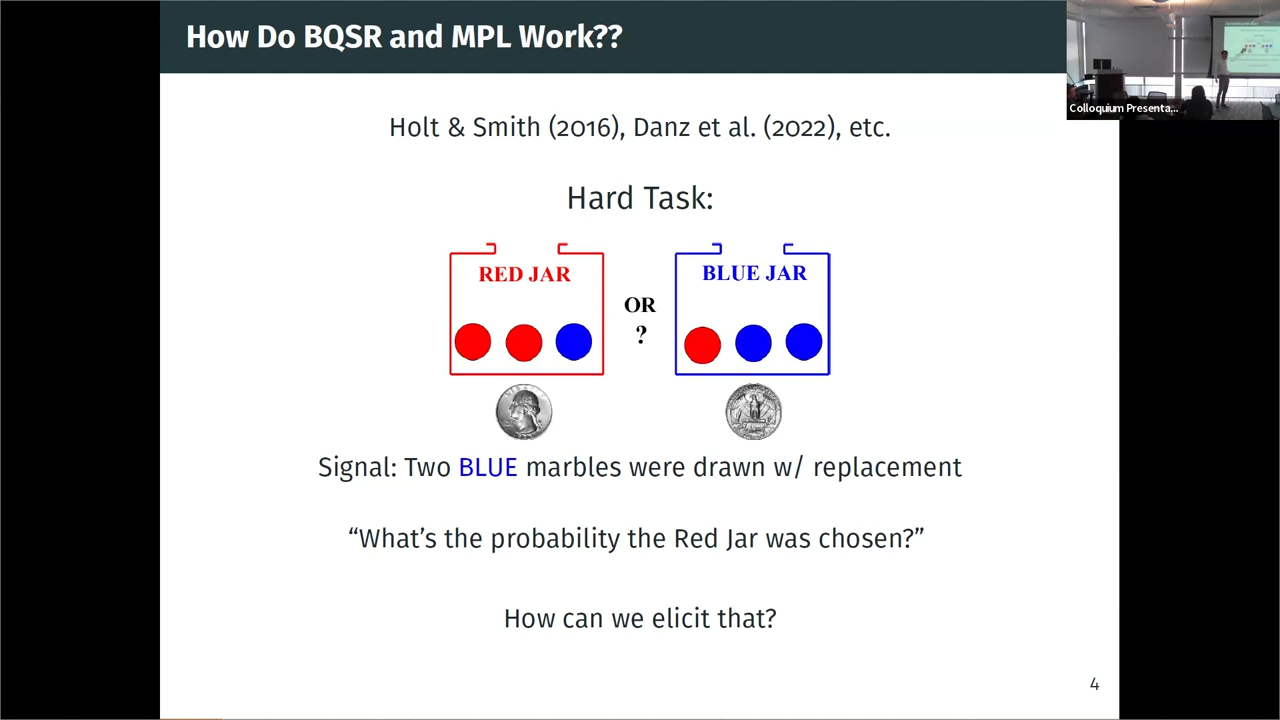 How Do BQSR and MPL Work??
Colloquium Presenta...
Holt & Smith (2016), Danz et al. (2022), etc.
Hard Task:
RED JAR
OR
?
BLUE JAR
Signal: Two BLUE marbles were drawn w/ replacement
“What’s the probability the Red Jar was chosen?”
How can we elicit that?
4